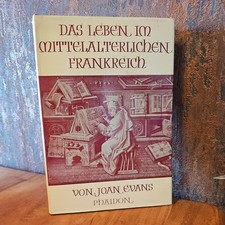 DAS LEBEN IM
MITTELALTERLICHEN
FRANKREICH
VON JOAN EVANS
PHAIDON